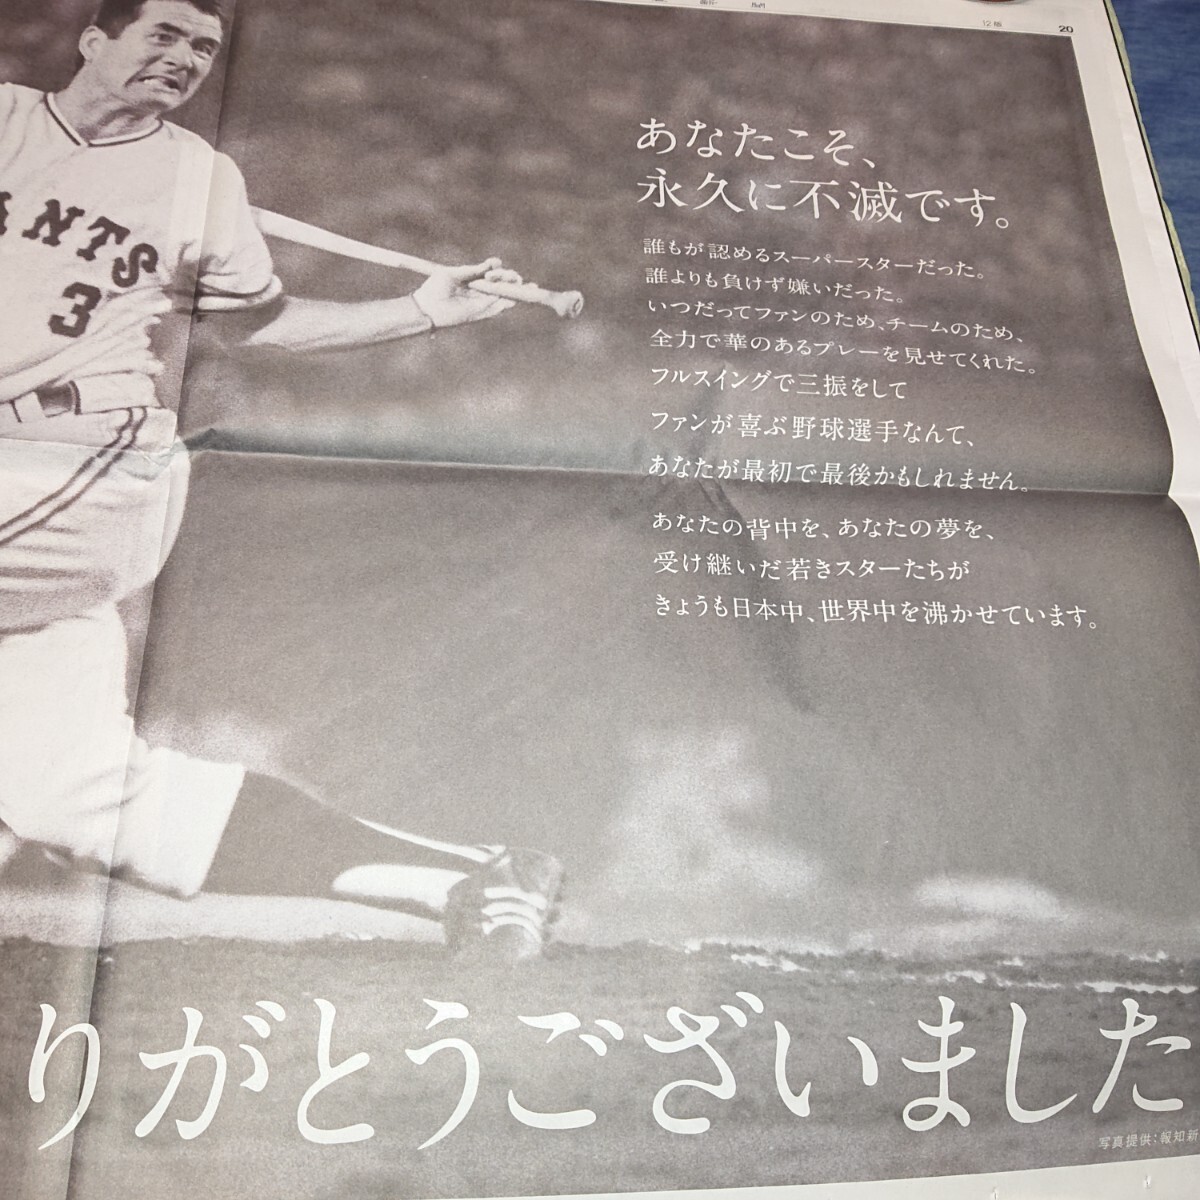 12版
20
あなたこそ、
永久に不滅です。
誰もが認めるスーパースターだった。
誰よりも負けず嫌いだった。
いつだってファンのため、チームのため、
全力で華のあるプレーを見せてくれた。
フルスイングで三振をして
ファンが喜ぶ野球選手なんて、
あなたが最初で最後かもしれません。
あなたの背中を、あなたの夢を、
受け継いだ若きスターたちが
きょうも日本中、世界中を沸かせています。
ANTS
3
りがとうございました
写真提供:報知新